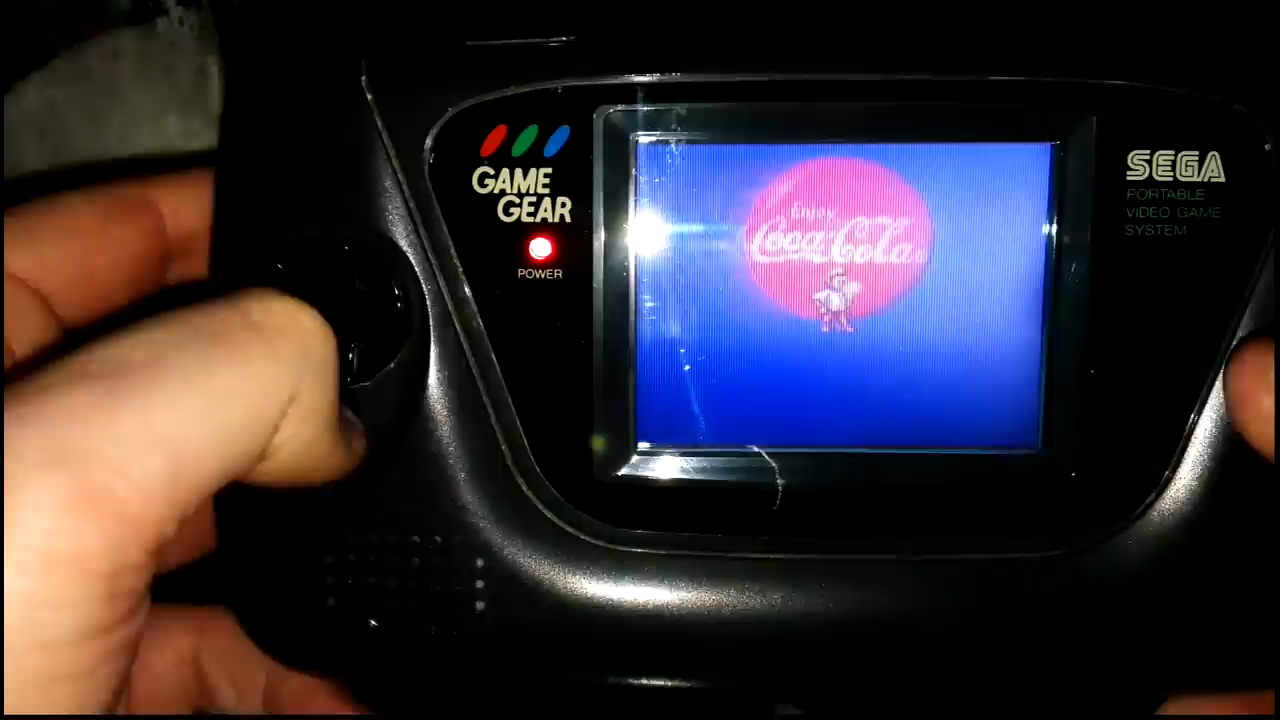 GAME
GEAR
POWER
Enjoy
Coca-Cola
SEGA
PORTABLE
VIDEO GAME
SYSTEM